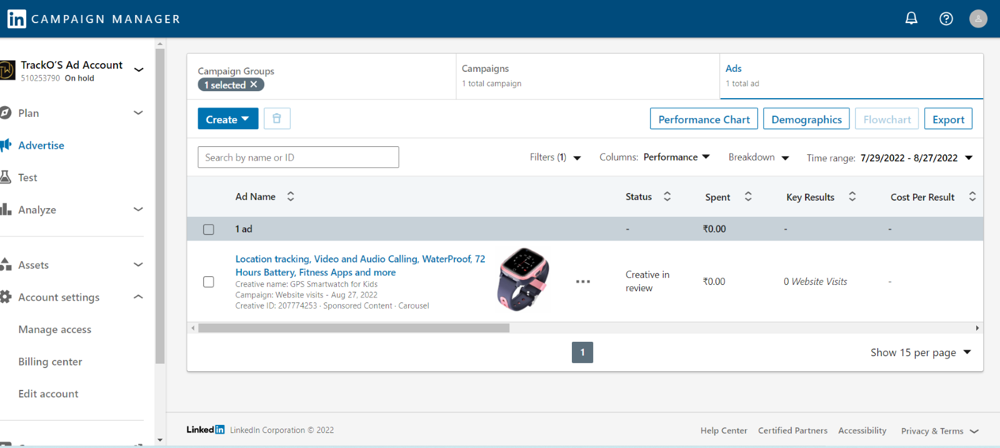 in CAMPAIGN MANAGER
TrackO'S Ad Account
510253790 On hold
Plan
Advertise
Test
Analyze
Assets
Account settings
Manage access
Billing center
Edit account
Campaign Groups
1 selected
Campaigns
1 total campaign
Ads
1 total ad
Create
Performance Chart
Demographics
Flowchart
Export
Search by name or ID
Filters (1)
Columns: Performance
Breakdown
Time range: 7/29/2022 - 8/27/2022
Ad Name
Status
Spent
Key Results
Cost Per Result
1 ad
-
₹0.00
-
-
Location tracking, Video and Audio Calling, WaterProof, 72
Hours Battery, Fitness Apps and more
Creative name: GPS Smartwatch for Kids
Campaign: Website visits - Aug 27, 2022
Creative ID: 207774253 · Sponsored Content · Carousel
Creative in
review
₹0.00
0 Website Visits
-
1
Show 15 per page
Linked in LinkedIn Corporation © 2022
Help Center
Certified Partners
Accessibility
Privacy & Terms